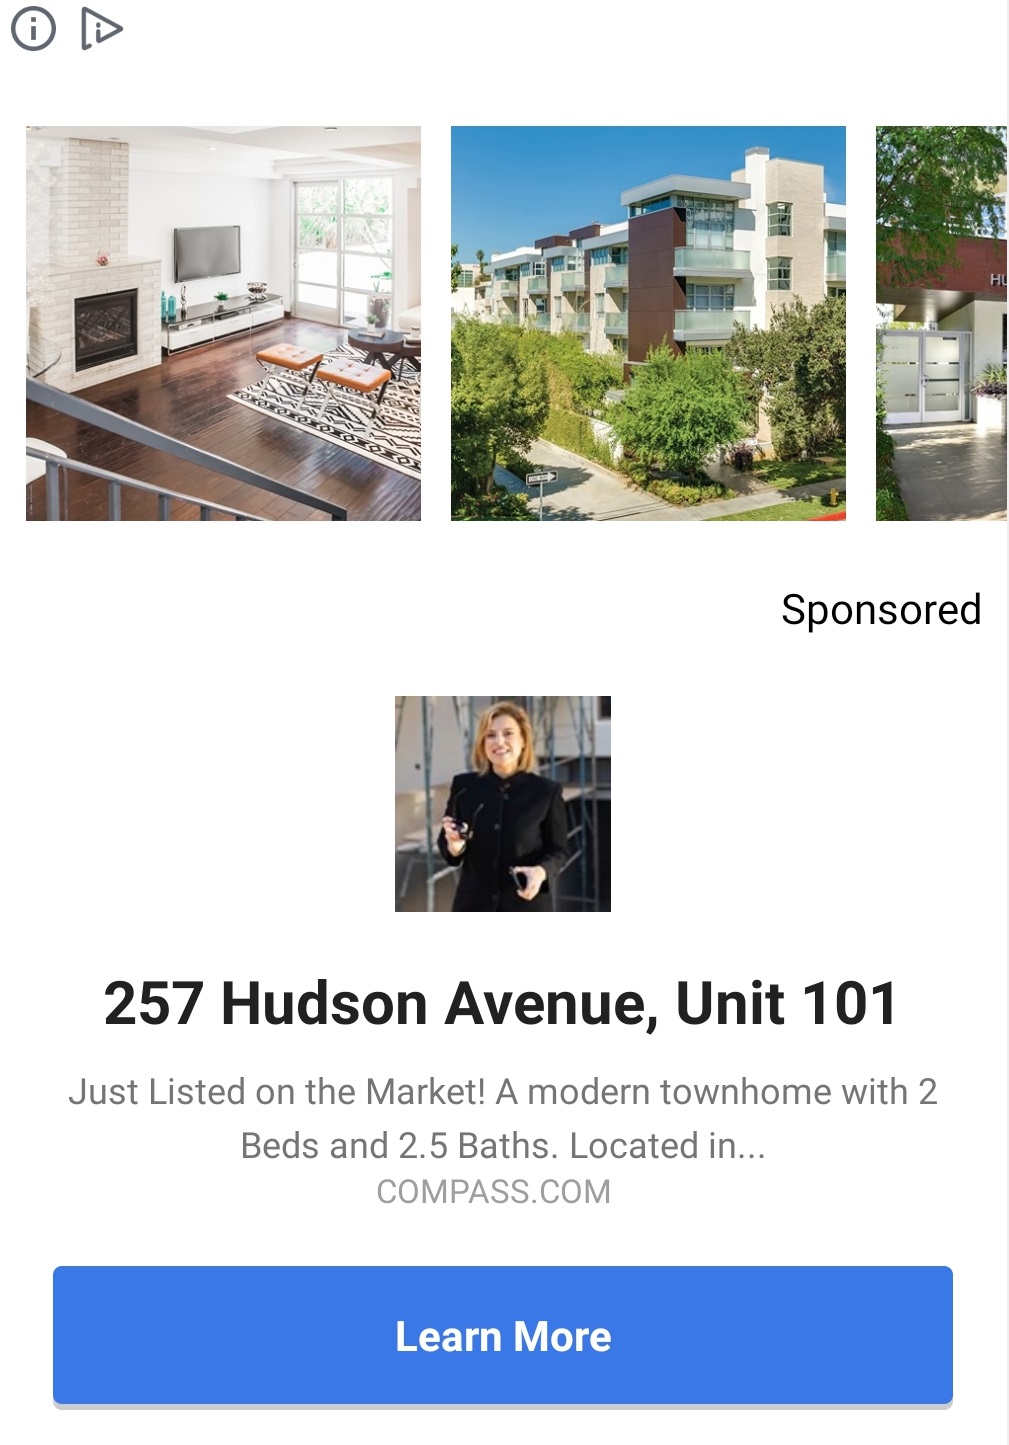 HU
Sponsored
257 Hudson Avenue, Unit 101
Just Listed on the Market! A modern townhome with 2
Beds and 2.5 Baths. Located in...
COMPASS.COM
Learn More